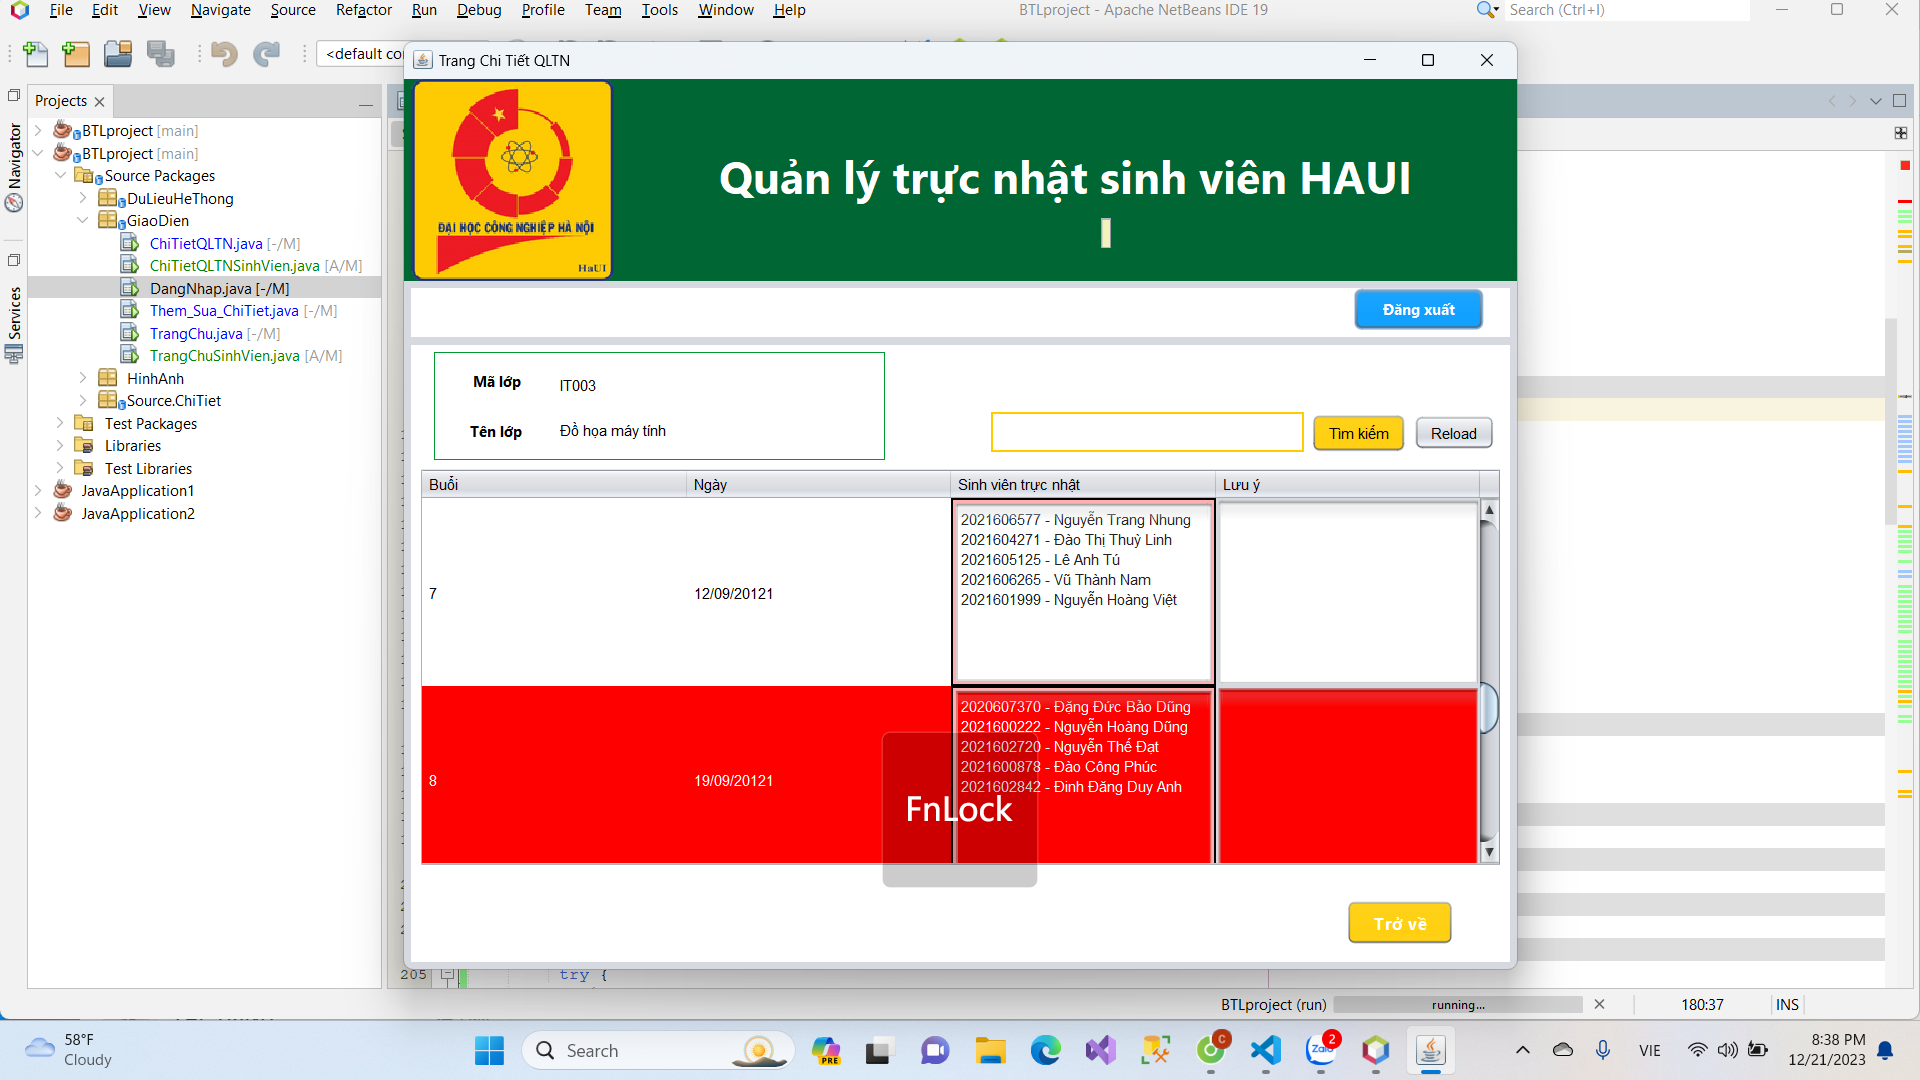 File Edit View Navigate Source Refactor Run Debug Profile Team Tools Window Help
BTLproject - Apache NetBeans IDE 19
Search (Ctrl+I)
<default co
Projects
Navigator
Services
BTLproject [main]
BTLproject [main]
Source Packages
DuLieuHeThong
GiaoDien
ChiTietQLTN.java [-/M]
ChiTietQLTNSinhVien.java [A/M]
DangNhap.java [-/M]
Them_Sua_ChiTiet.java [-/M]
TrangChu.java [-/M]
TrangChuSinhVien.java [A/M]
HinhAnh
Source.ChiTiet
Test Packages
Libraries
Test Libraries
JavaApplication1
JavaApplication2
Trang Chi Tiết QLTN
ĐẠI HỌC CÔNG NGHIỆP HÀ NỘI
HaUI
Quản lý trực nhật sinh viên HAUI
Đăng xuất
Mã lớp IT003
Tên lớp Đồ họa máy tính
Tìm kiếm Reload
Buổi Ngày Sinh viên trực nhật Lưu ý
7 12/09/20121
2021606577 - Nguyễn Trang Nhung
2021604271 - Đào Thị Thuỳ Linh
2021605125 - Lê Anh Tú
2021606265 - Vũ Thành Nam
2021601999 - Nguyễn Hoàng Việt
8 19/09/20121
2020607370 - Đặng Đức Bảo Dũng
2021600222 - Nguyễn Hoàng Dũng
2021602720 - Nguyễn Thế Đạt
2021600878 - Đào Công Phúc
2021602842 - Đinh Đăng Duy Anh
FnLock
Trở về
205 try {
BTLproject (run) running... 180:37 INS
58°F
Cloudy
Search
PRE
C
Zalo
2
VIE
8:38 PM
12/21/2023